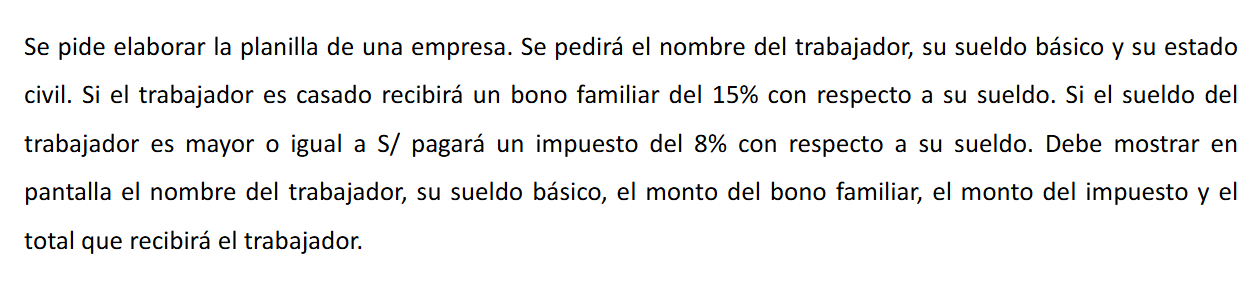 Se pide elaborar la planilla de una empresa. Se pedirá el nombre del trabajador, su sueldo básico y su estado
civil. Si el trabajador es casado recibirá un bono familiar del 15% con respecto a su sueldo. Si el sueldo del
trabajador es mayor o igual a S/ pagará un impuesto del 8% con respecto a su sueldo. Debe mostrar en
pantalla el nombre del trabajador, su sueldo básico, el monto del bono familiar, el monto del impuesto y el
total que recibirá el trabajador.